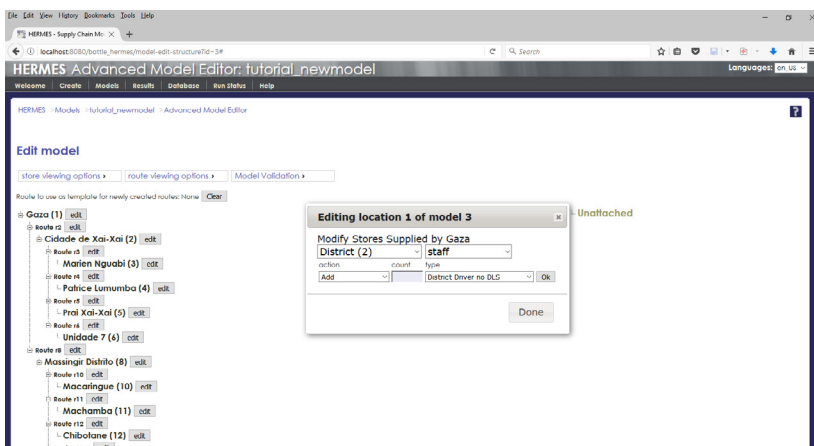 File Edit View History Bookmarks Tools Help
HERMES - Supply Chain Mo × +
localhost:8080/bottle_hermes/model-edit-structure?id=3# Search
HERMES Advanced Model Editor: tutorial_newmodel Languages: en_US
Welcome Create Models Results Database Run Status Help
HERMES >Models >tutorial_newmodel >Advanced Model Editor ?
Edit model
store viewing options › route viewing options › Model Validation ›
Route to use as template for newly created routes: None Clear
Gaza (1) edit
Route r2 edit
Cidade de Xai-Xai (2) edit
Route r3 edit
Marien Nguabi (3) edit
Route r4 edit
Patrice Lumumba (4) edit
Route r5 edit
Prai Xai-Xai (5) edit
Route r6 edit
Unidade 7 (6) edit
Route r8 edit
Massingir Distrito (8) edit
Route r10 edit
Macaringue (10) edit
Route r11 edit
Machamba (11) edit
Route r12 edit
Chibotane (12) edit
Unattached
Editing location 1 of model 3
Modify Stores Supplied by Gaza
District (2) staff
action count type
Add District Driver no DLS Ok
Done